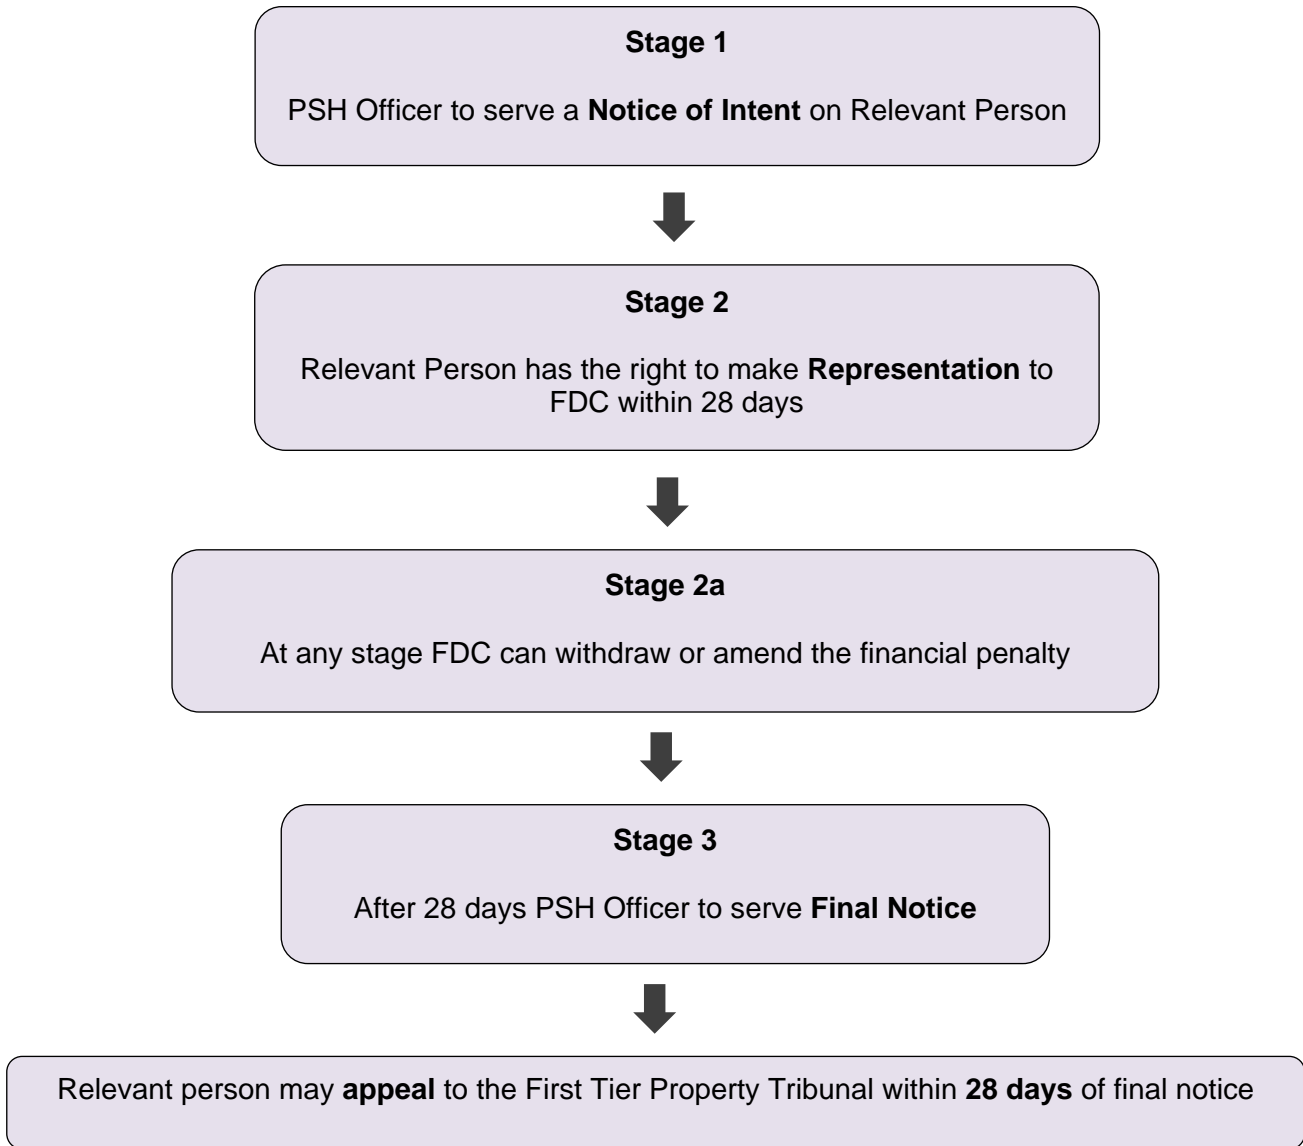 Stage 1
PSH Officer to serve a Notice of Intent on Relevant Person
Stage 2
Relevant Person has the right to make Representation to
FDC within 28 days
Stage 2a
At any stage FDC can withdraw or amend the financial penalty
Stage 3
After 28 days PSH Officer to serve Final Notice
Relevant person may appeal to the First Tier Property Tribunal within 28 days of final notice